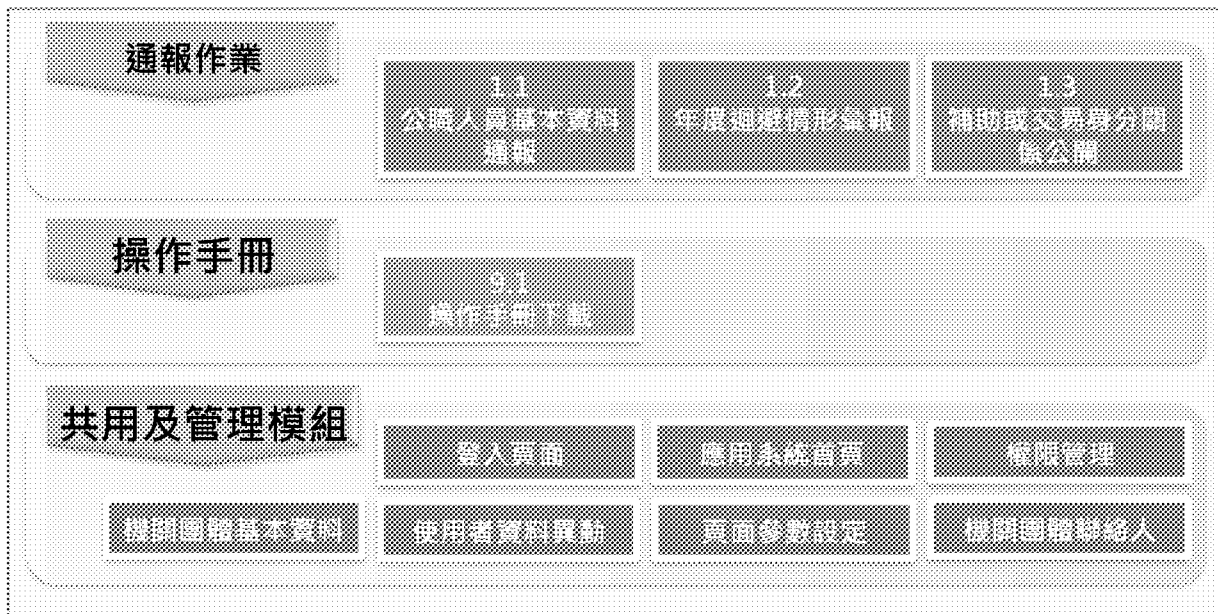 通報作業
1.1
公職人員基本資料
通報
1.2
年度迴避情形彙報
1.3
補助或交易身分關
係公開
操作手冊
9.1
操作手冊下載
共用及管理模組
登入頁面
應用系統首頁
權限管理
機關團體基本資料
使用者資料異動
頁面參數設定
機關團體聯絡人